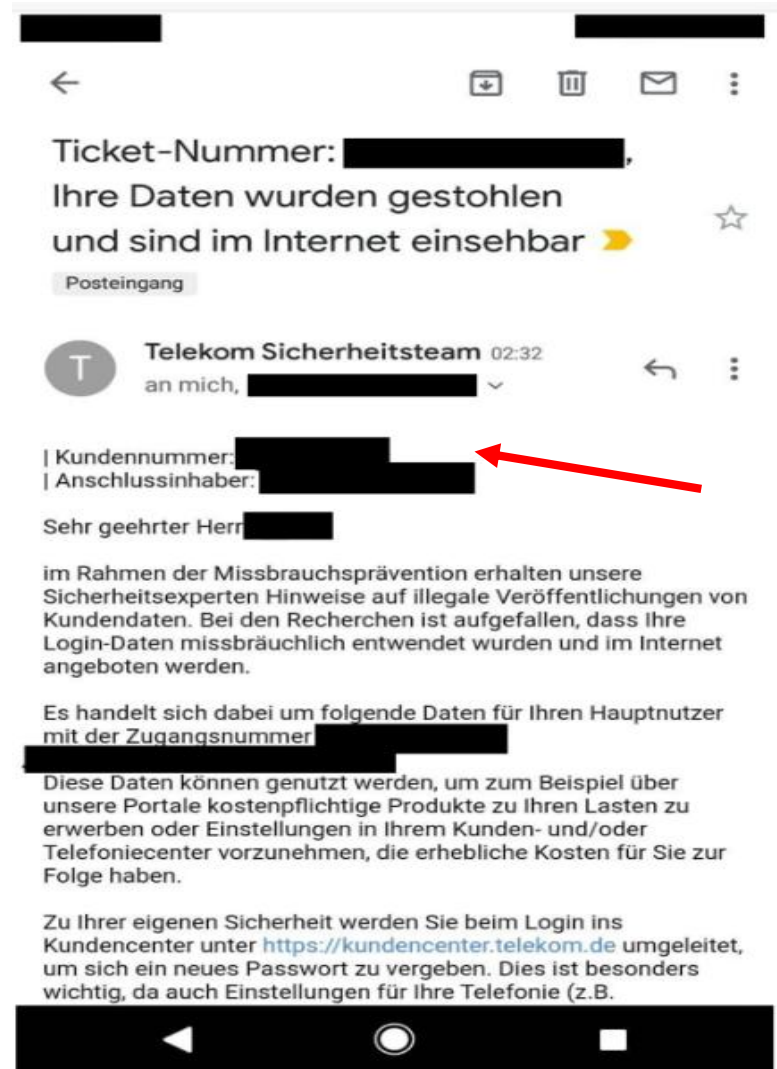 Ticket-Nummer: ,
Ihre Daten wurden gestohlen
und sind im Internet einsehbar
Posteingang
T
Telekom Sicherheitsteam 02:32
an mich,
| Kundennummer:
| Anschlussinhaber:
Sehr geehrter Herr
im Rahmen der Missbrauchsprävention erhalten unsere
Sicherheitsexperten Hinweise auf illegale Veröffentlichungen von
Kundendaten. Bei den Recherchen ist aufgefallen, dass Ihre
Login-Daten missbräuchlich entwendet wurden und im Internet
angeboten werden.
Es handelt sich dabei um folgende Daten für Ihren Hauptnutzer
mit der Zugangsnummer
Diese Daten können genutzt werden, um zum Beispiel über
unsere Portale kostenpflichtige Produkte zu Ihren Lasten zu
erwerben oder Einstellungen in Ihrem Kunden- und/oder
Telefoniecenter vorzunehmen, die erhebliche Kosten für Sie zur
Folge haben.
Zu Ihrer eigenen Sicherheit werden Sie beim Login ins
Kundencenter unter https://kundencenter.telekom.de umgeleitet,
um sich ein neues Passwort zu vergeben. Dies ist besonders
wichtig, da auch Einstellungen für Ihre Telefonie (z.B.